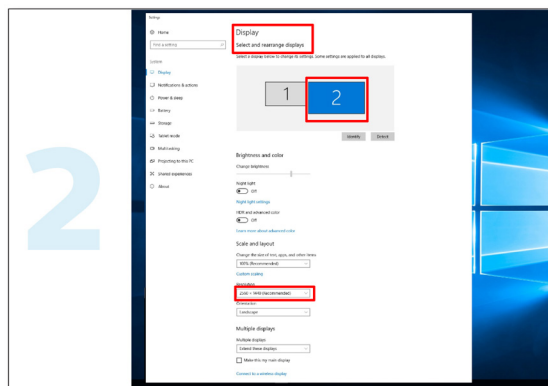 2
Settings
Home
Find a setting
System
Display
Notifications & actions
Power & sleep
Battery
Storage
Tablet mode
Multitasking
Projecting to this PC
Shared experiences
About
Display
Select and rearrange displays
Select a display below to change its settings. Some settings are applied to all displays.
1
2
Identify Detect
Brightness and color
Change brightness
Night light
Off
Night light settings
HDR and advanced color
Off
Learn more about advanced color
Scale and layout
Change the size of text, apps, and other items
100% (Recommended)
Custom scaling
Resolution
(Recommended)
Orientation
Landscape
Multiple displays
Multiple displays
Extend these displays
Make this my main display
Connect to a wireless display